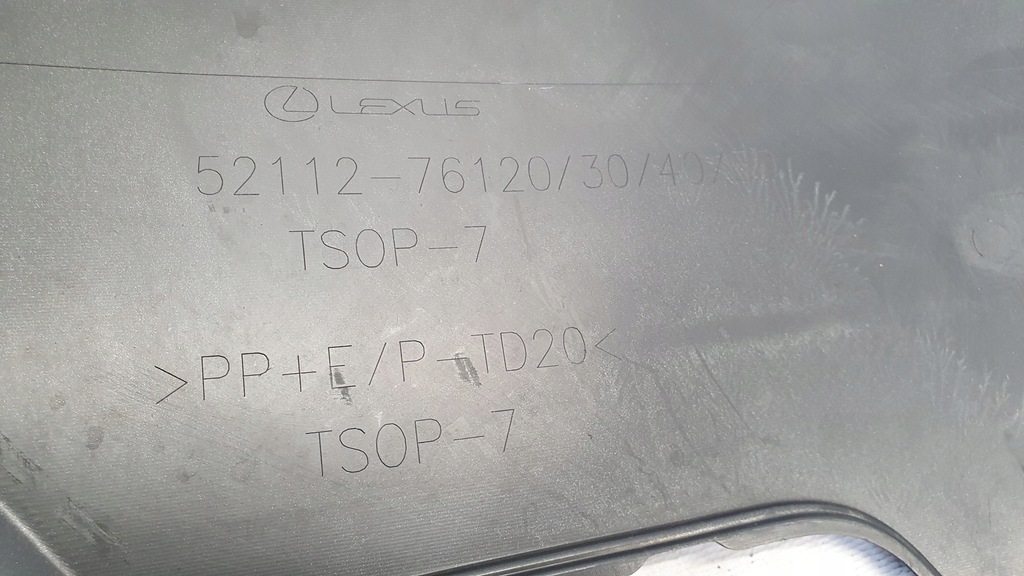 LEXUS
52112-76120/30/40/
TSOP-7
>PP+E/P-TD20<
TSOP-7